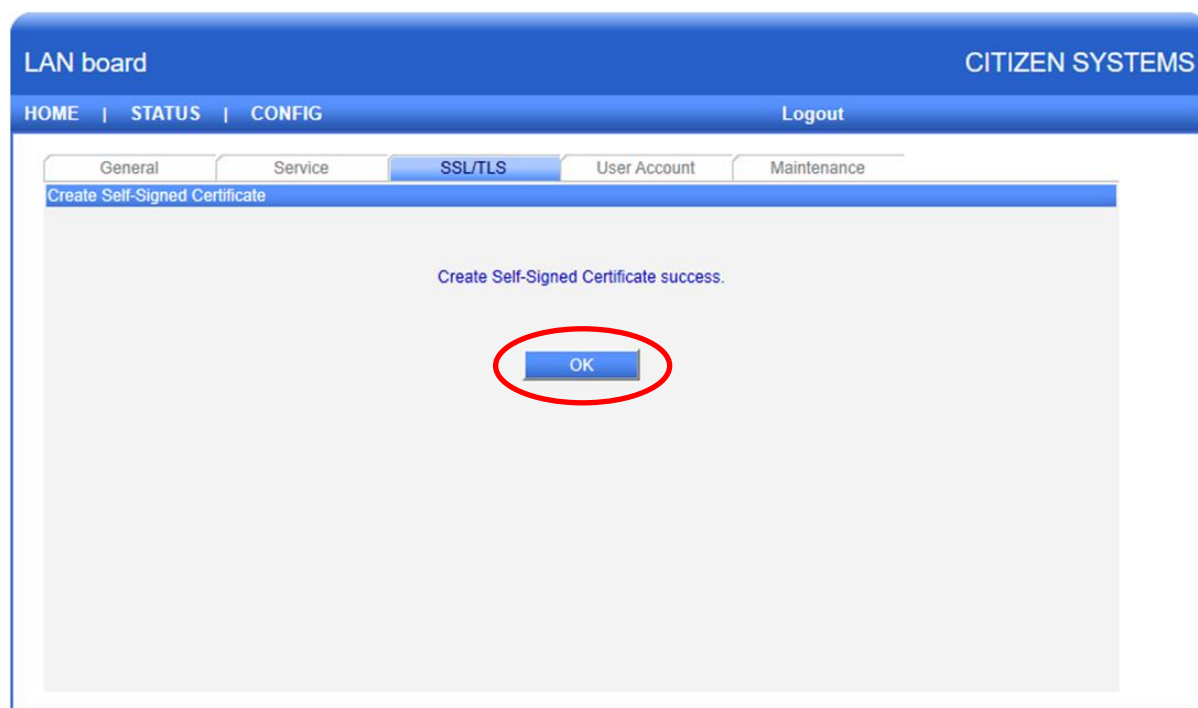 LAN board CITIZEN SYSTEMS
HOME | STATUS | CONFIG Logout
General Service SSL/TLS User Account Maintenance
Create Self-Signed Certificate
Create Self-Signed Certificate success.
OK